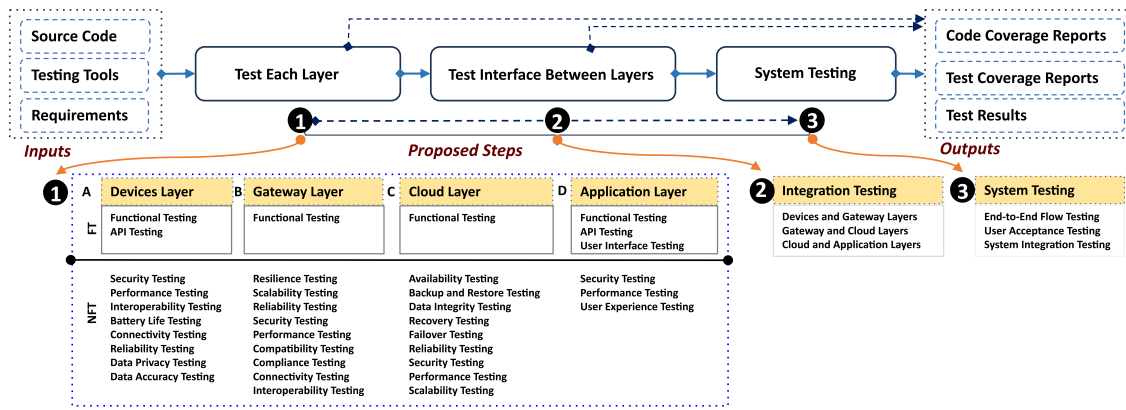 Source Code
Testing Tools
Requirements
Inputs
Test Each Layer
Test Interface Between Layers
System Testing
Code Coverage Reports
Test Coverage Reports
Test Results
Outputs
1
2
3
Proposed Steps
1
A
Devices Layer
B
Gateway Layer
C
Cloud Layer
D
Application Layer
FT
Functional Testing
API Testing
Functional Testing
Functional Testing
Functional Testing
API Testing
User Interface Testing
NFT
Security Testing
Performance Testing
Interoperability Testing
Battery Life Testing
Connectivity Testing
Reliability Testing
Data Privacy Testing
Data Accuracy Testing
Resilience Testing
Scalability Testing
Reliability Testing
Security Testing
Performance Testing
Compatibility Testing
Compliance Testing
Connectivity Testing
Interoperability Testing
Availability Testing
Backup and Restore Testing
Data Integrity Testing
Recovery Testing
Failover Testing
Reliability Testing
Security Testing
Performance Testing
Scalability Testing
Security Testing
Performance Testing
User Experience Testing
2
Integration Testing
Devices and Gateway Layers
Gateway and Cloud Layers
Cloud and Application Layers
3
System Testing
End-to-End Flow Testing
User Acceptance Testing
System Integration Testing